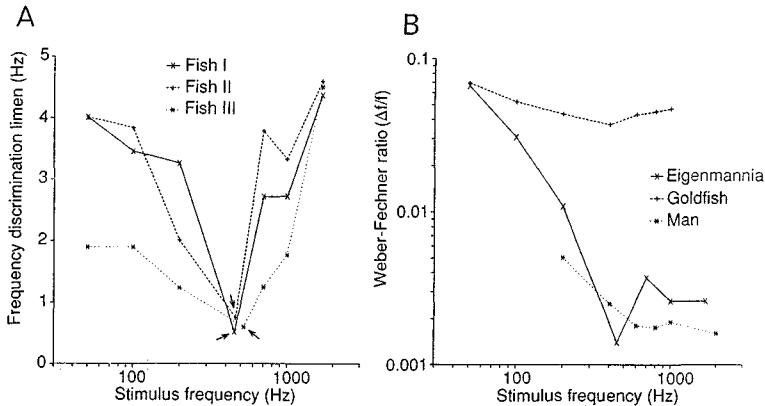 A
Frequency discrimination limen (Hz)
5
4
3
2
1
0
Fish I
Fish II
Fish III
100
1000
Stimulus frequency (Hz)
B
Weber-Fechner ratio (Δf/f)
0.1
0.01
0.001
Eigenmannia
Goldfish
Man
100
1000
Stimulus frequency (Hz)